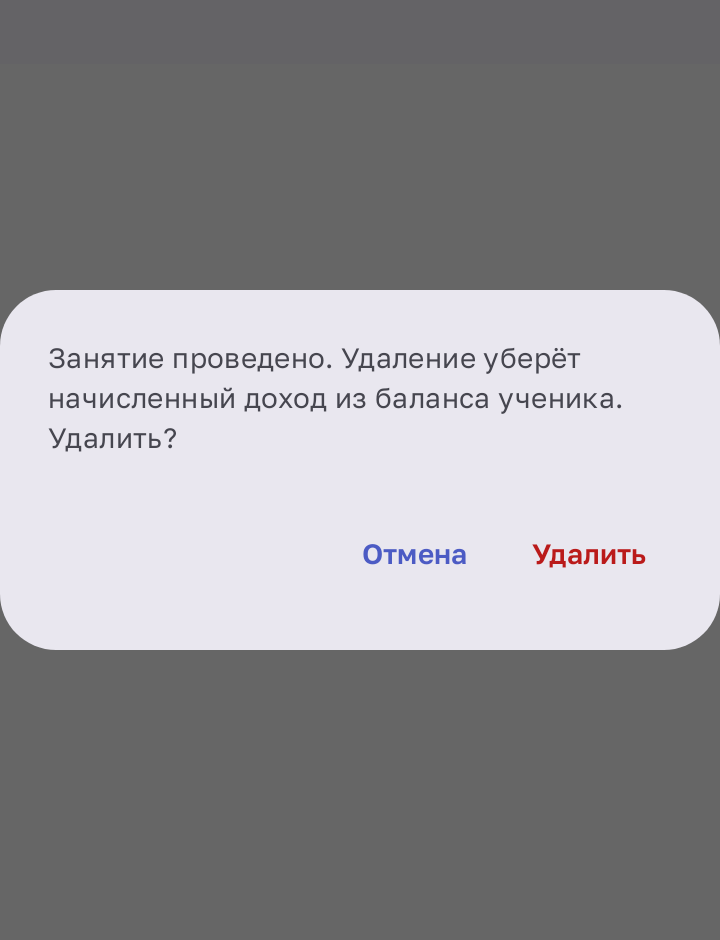 Занятие проведено. Удаление уберёт
начисленный доход из баланса ученика.
Удалить?
Отмена Удалить